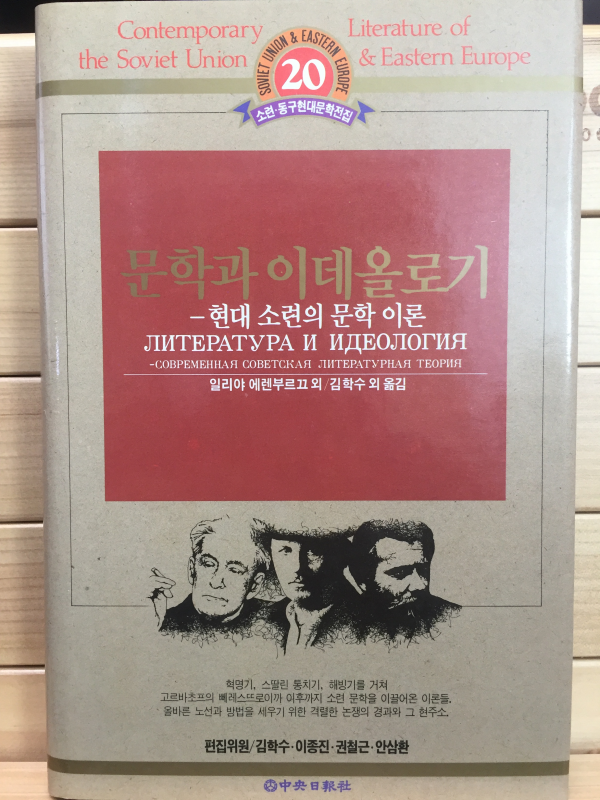 Contemporary Literature of
the Soviet Union & Eastern Europe
SOVIET UNION & EASTERN EUROPE
20
소련·동구현대문학전집
문학과 이데올로기
-현대 소련의 문학 이론
ЛИТЕРАТУРА И ИДЕОЛОГИЯ
-СОВРЕМЕННАЯ СОВЕТСКАЯ ЛИТЕРАТУРНАЯ ТЕОРИЯ
일리야 에렌부르끄 외/김학수 외 옮김
혁명기, 스딸린 통치기, 해빙기를 거쳐
고르바초프의 뻬레스뜨로이까 이후까지 소련 문학을 이끌어온 이론들.
올바른 노선과 방법을 세우기 위한 격렬한 논쟁의 경과와 그 현주소.
편집위원/김학수·이종진·권철근·안삼환
中央日報社